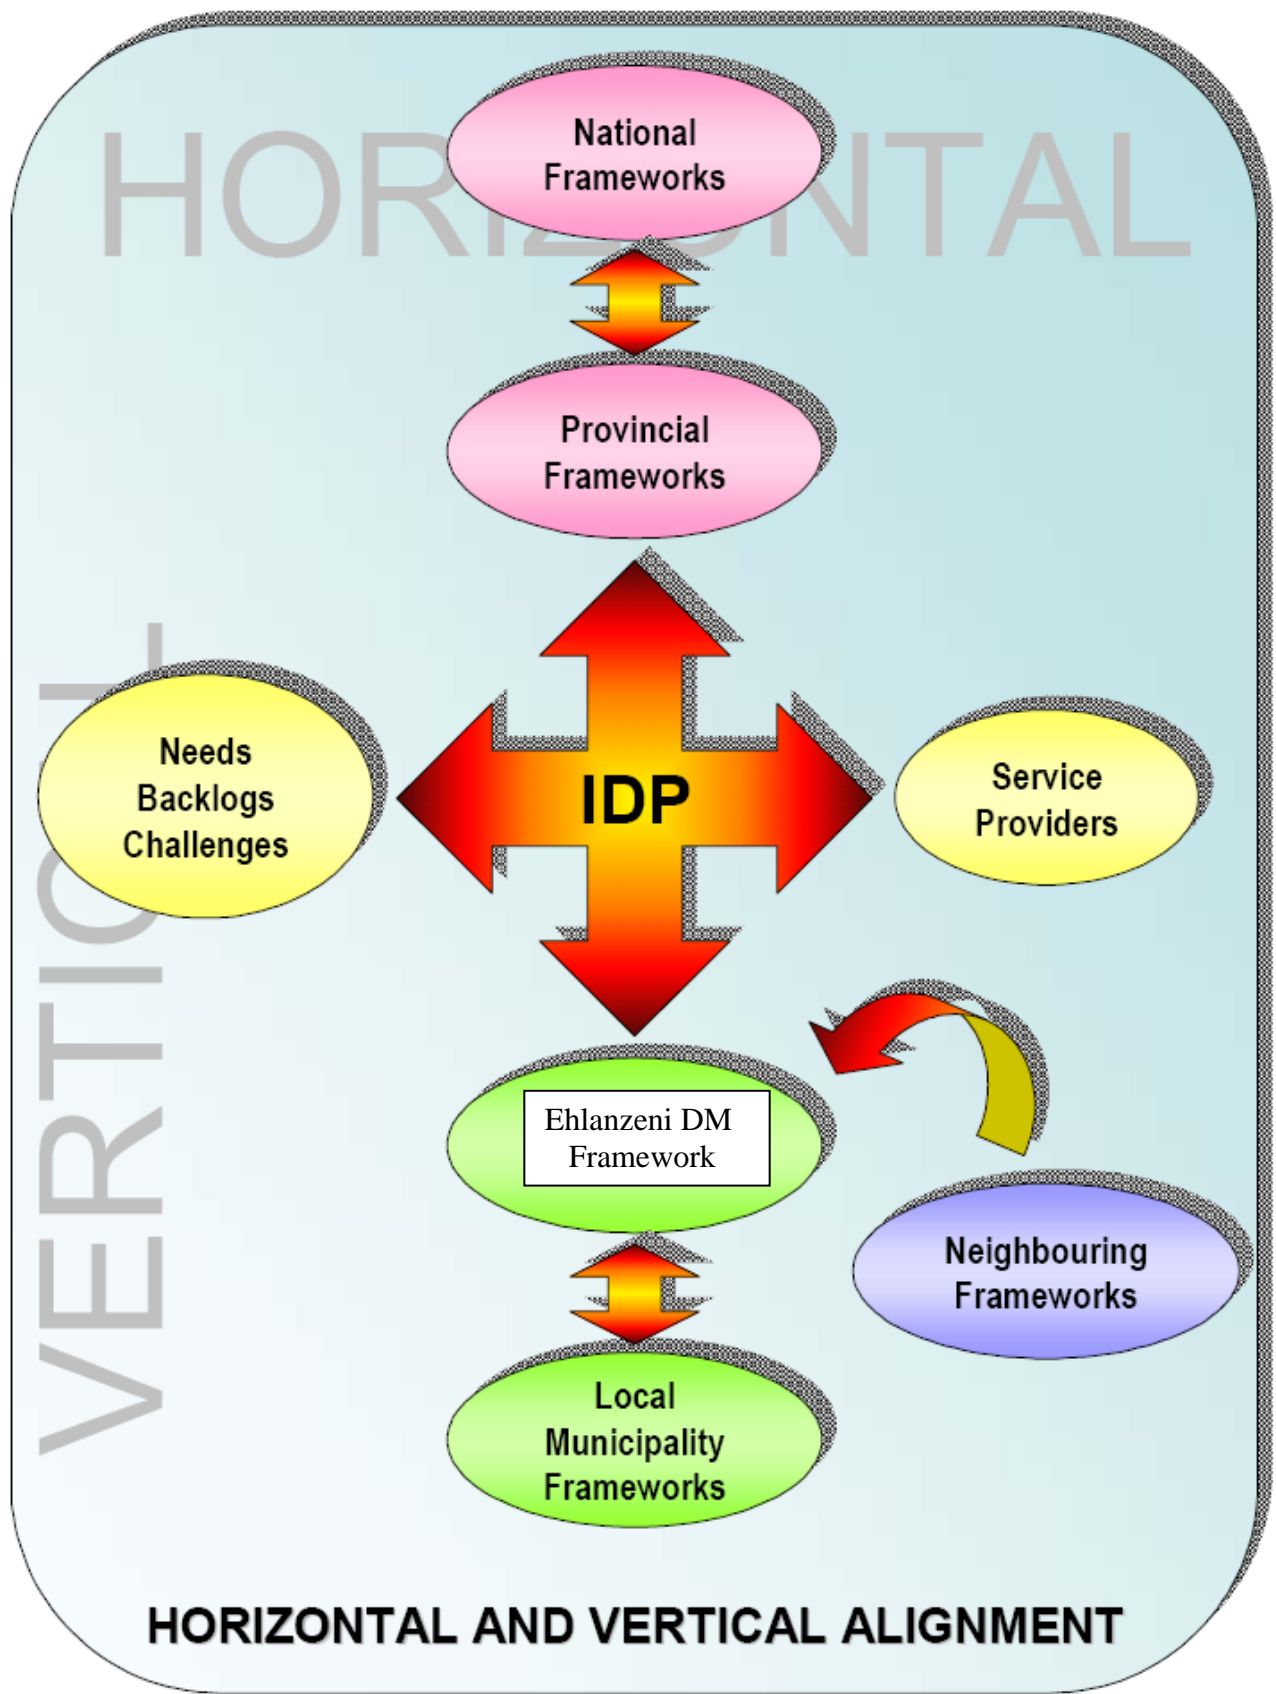 HORIZONTAL
National
Frameworks
Provincial
Frameworks
VERTICAL
Needs
Backlogs
Challenges
IDP
Service
Providers
Ehlanzeni DM
Framework
Neighbouring
Frameworks
Local
Municipality
Frameworks
HORIZONTAL AND VERTICAL ALIGNMENT